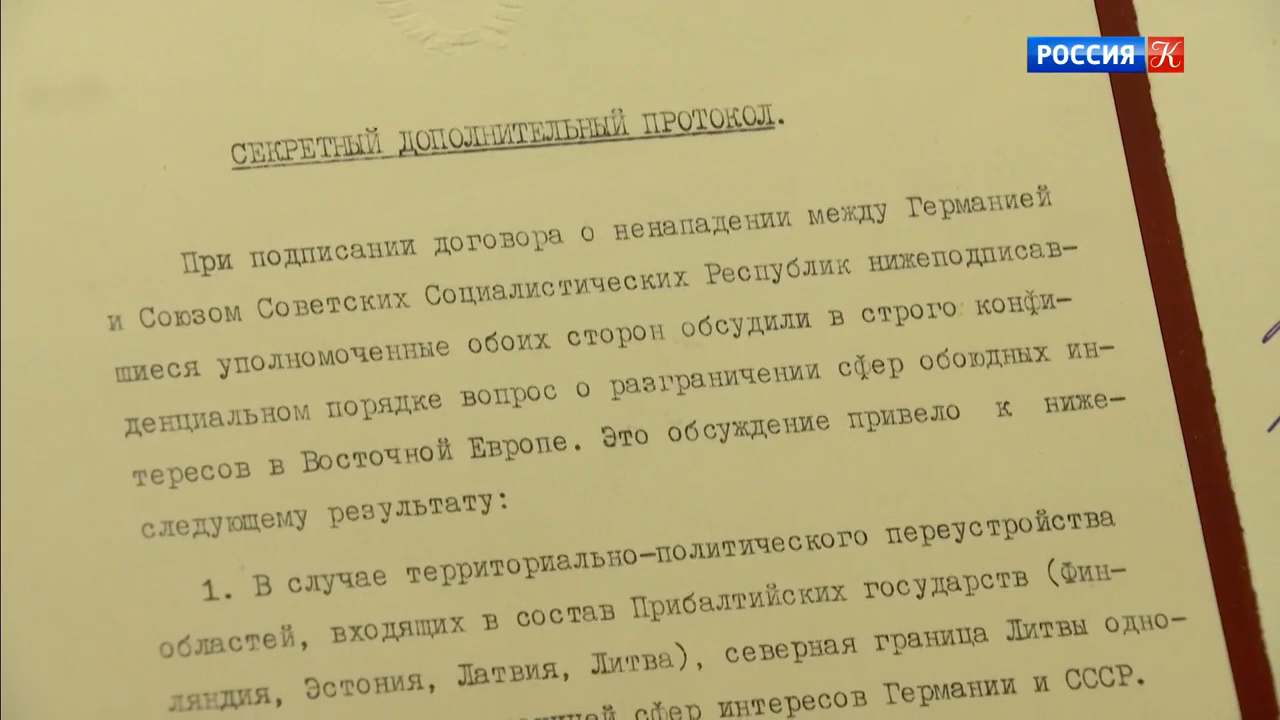 РОССИЯ К
СЕКРЕТНЫЙ ДОПОЛНИТЕЛЬНЫЙ ПРОТОКОЛ.
При подписании договора о ненападении между Германией
и Союзом Советских Социалистических Республик нижеподписав-
шиеся уполномоченные обоих сторон обсудили в строго конфи-
денциальном порядке вопрос о разграничении сфер обоюдных ин-
тересов в Восточной Европе. Это обсуждение привело к ниже-
следующему результату:
1. В случае территориально-политического переустройства
областей, входящих в состав Прибалтийских государств (Фин-
ляндия, Эстония, Латвия, Литва), северная граница Литвы одно-
сфер интересов Германии и СССР.